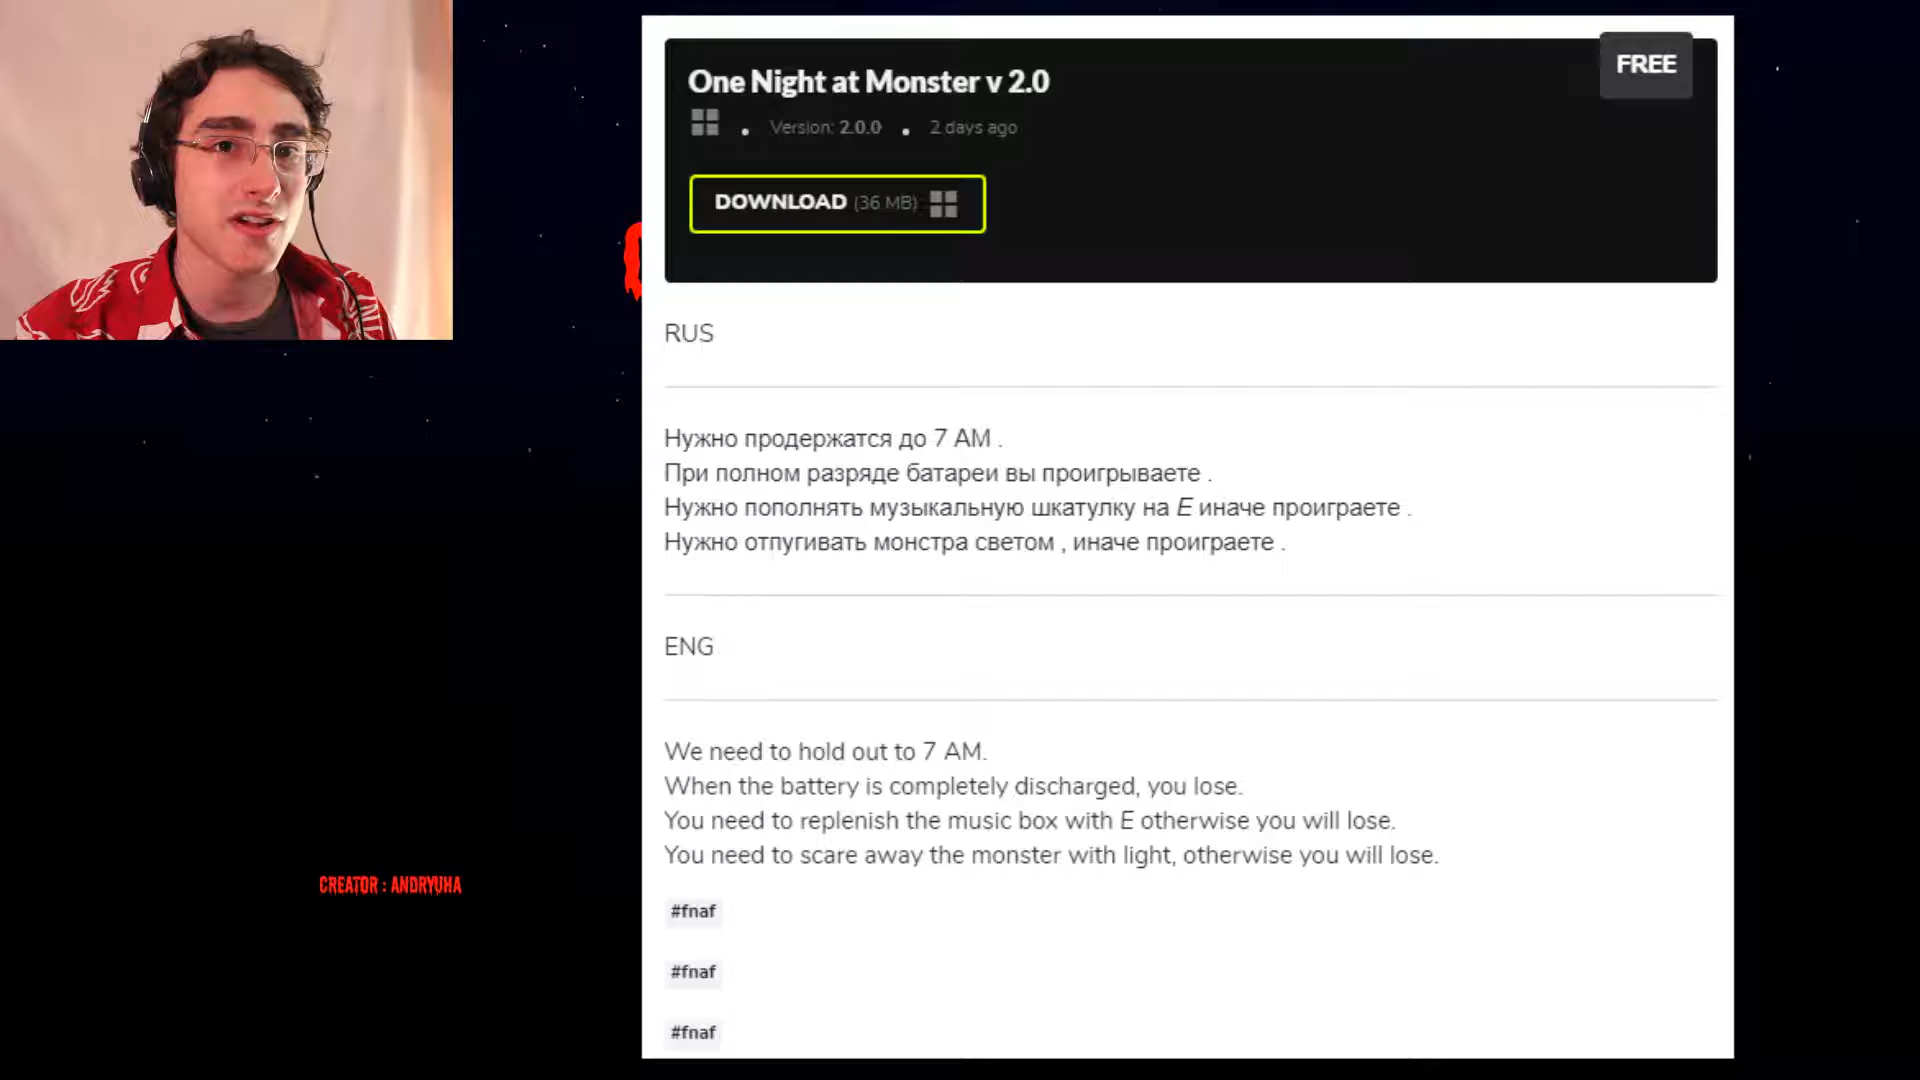 One Night at Monster v 2.0
FREE
Version: 2.0.0 • 2 days ago
DOWNLOAD (36 MB)
RUS
Нужно продержатся до 7 AM .
При полном разряде батареи вы проигрываете .
Нужно пополнять музыкальную шкатулку на E иначе проиграете .
Нужно отпугивать монстра светом , иначе проиграете .
ENG
We need to hold out to 7 AM.
When the battery is completely discharged, you lose.
You need to replenish the music box with E otherwise you will lose.
You need to scare away the monster with light, otherwise you will lose.
#fnaf
#fnaf
#fnaf
CREATOR : ANDRYUHA